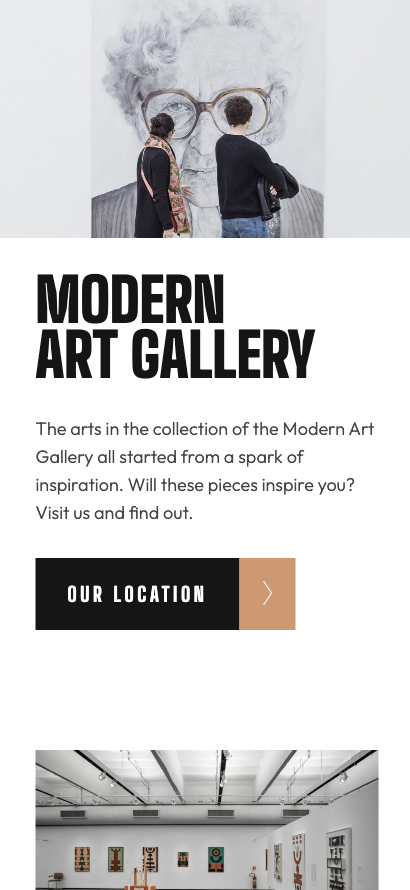 MODERN
ART GALLERY
The arts in the collection of the Modern Art
Gallery all started from a spark of
inspiration. Will these pieces inspire you?
Visit us and find out.
OUR LOCATION